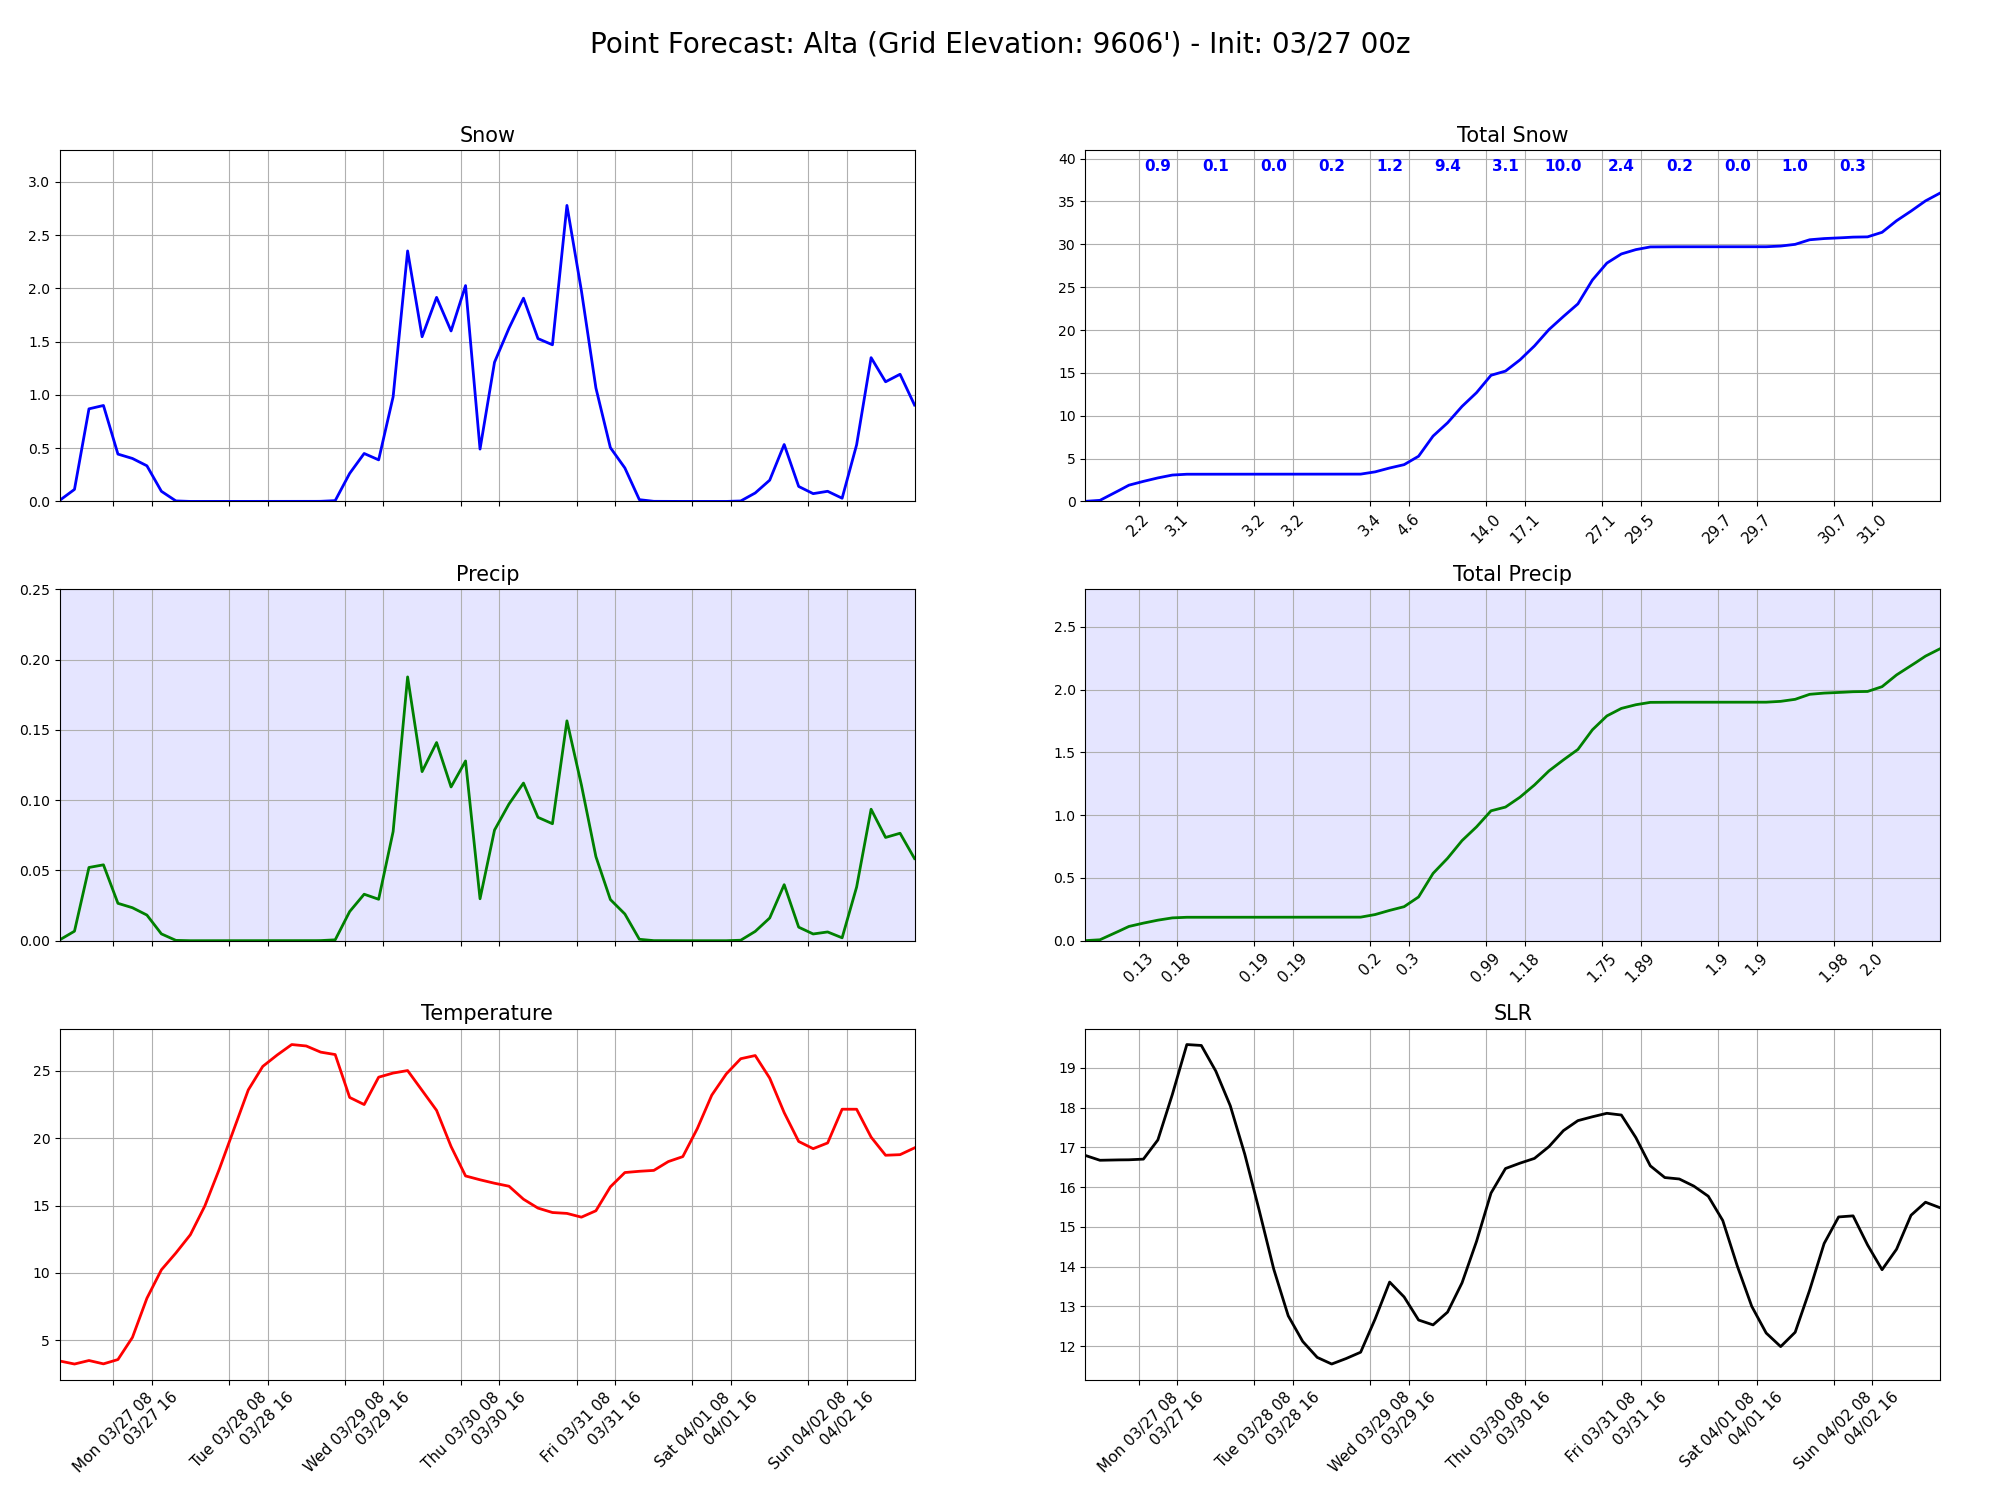 Point Forecast: Alta (Grid Elevation: 9606') - Init: 03/27 00z
Snow
3.0
2.5
2.0
1.5
1.0
0.5
0.0
Total Snow
0.9 0.1 0.0 0.2 1.2 9.4 3.1 10.0 2.4 0.2 0.0 1.0 0.3
40
35
30
25
20
15
10
5
0
2.2 3.1 3.2 3.2 3.4 4.6 14.0 17.1 27.1 29.5 29.7 29.7 30.7 31.0
Precip
0.25
0.20
0.15
0.10
0.05
0.00
Total Precip
2.5
2.0
1.5
1.0
0.5
0.0
0.13 0.18 0.19 0.19 0.2 0.3 0.99 1.18 1.75 1.89 1.9 1.9 1.98 2.0
Temperature
25
20
15
10
5
Mon 03/27 08
03/27 16
Tue 03/28 08
03/28 16
Wed 03/29 08
03/29 16
Thu 03/30 08
03/30 16
Fri 03/31 08
03/31 16
Sat 04/01 08
04/01 16
Sun 04/02 08
04/02 16
SLR
19
18
17
16
15
14
13
12
Mon 03/27 08
03/27 16
Tue 03/28 08
03/28 16
Wed 03/29 08
03/29 16
Thu 03/30 08
03/30 16
Fri 03/31 08
03/31 16
Sat 04/01 08
04/01 16
Sun 04/02 08
04/02 16